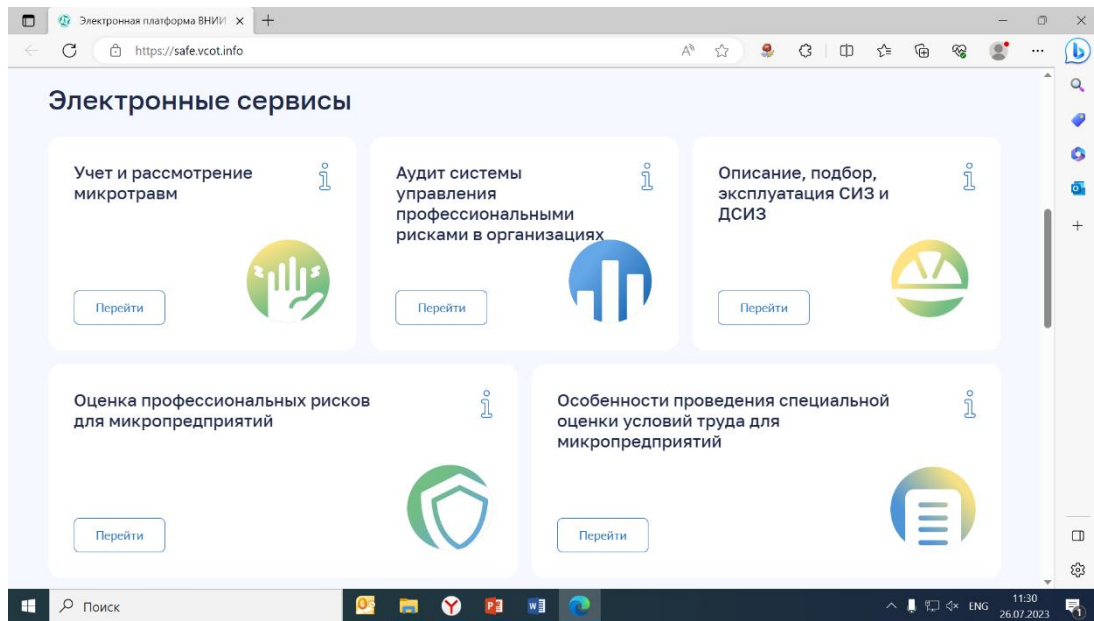 Электронная платформа ВНИИ
https://safe.vcot.info
Электронные сервисы
Учет и рассмотрение
микротравм
Перейти
Аудит системы
управления
профессиональными
рисками в организациях
Перейти
Описание, подбор,
эксплуатация СИЗ и
ДСИЗ
Перейти
Оценка профессиональных рисков
для микропредприятий
Перейти
Особенности проведения специальной
оценки условий труда для
микропредприятий
Перейти
Поиск
ENG
11:30
26.07.2023